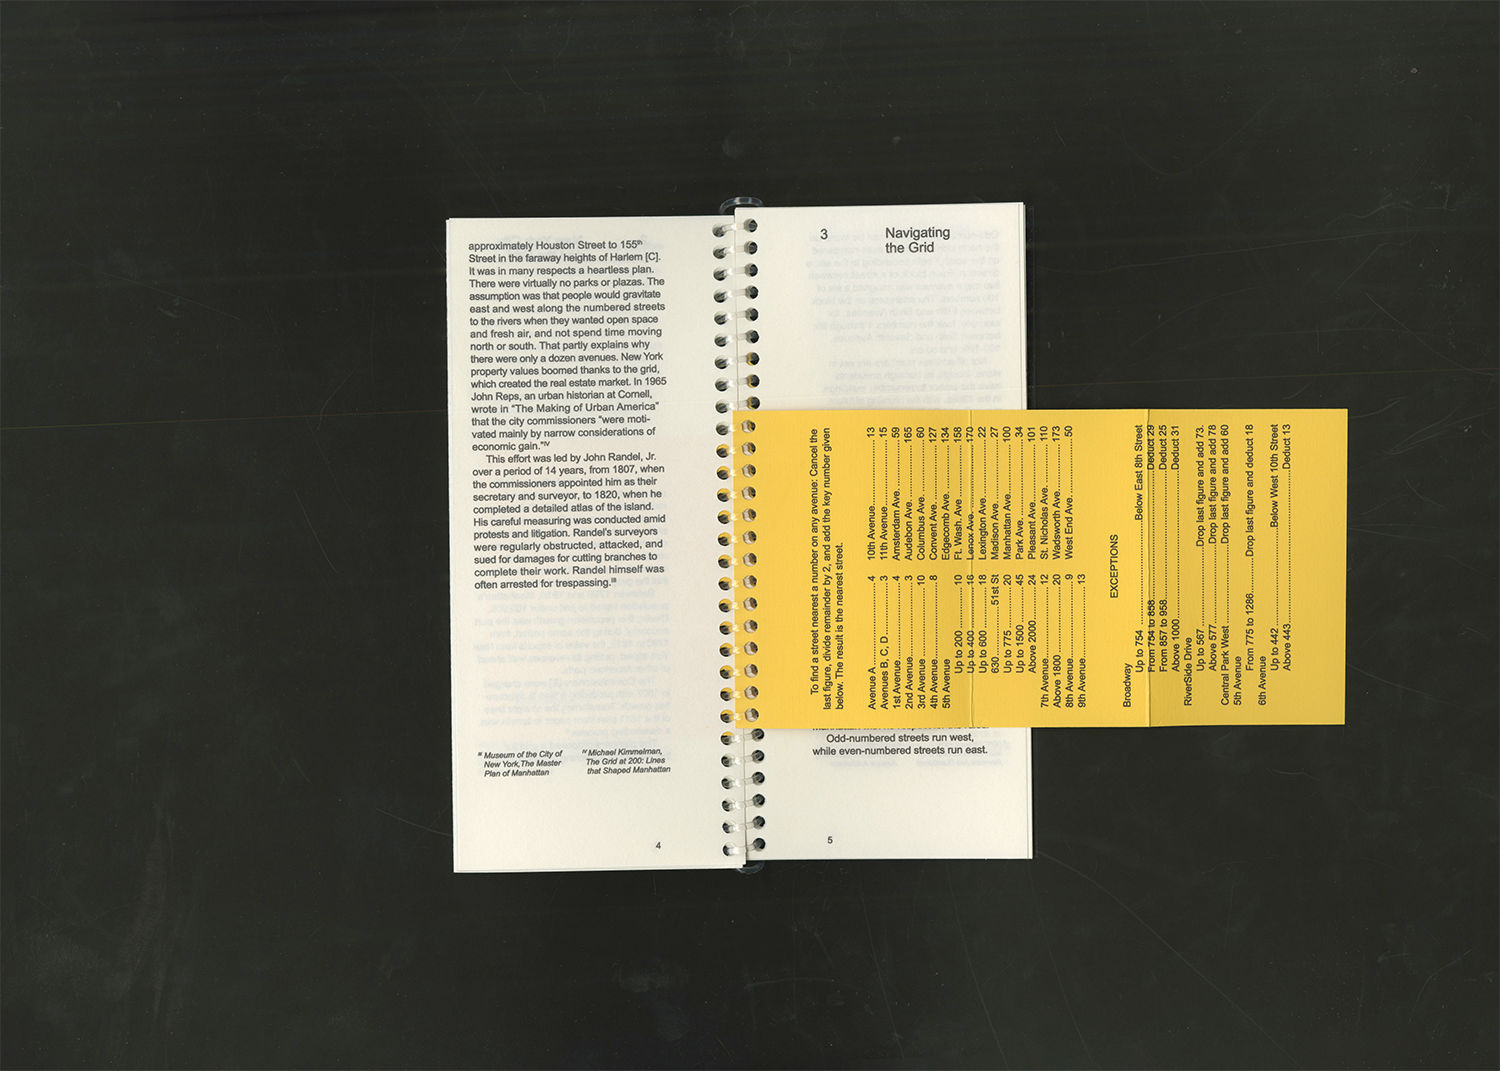 approximately Houston Street to 155th
Street in the faraway heights of Harlem [C].
It was in many respects a heartless plan.
There were virtually no parks or plazas. The
assumption was that people would gravitate
east and west along the numbered streets
to the rivers when they wanted open space
and fresh air, and not spend time moving
north or south. That partly explains why
there were only a dozen avenues. New York
property values boomed thanks to the grid,
which created the real estate market. In 1965
John Reps, an urban historian at Cornell,
wrote in “The Making of Urban America”
that the city commissioners “were moti-
vated mainly by narrow considerations of
economic gain.”IV
This effort was led by John Randel, Jr.
over a period of 14 years, from 1807, when
the commissioners appointed him as their
secretary and surveyor, to 1820, when he
completed a detailed atlas of the island.
His careful measuring was conducted amid
protests and litigation. Randel’s surveyors
were regularly obstructed, attacked, and
sued for damages for cutting branches to
complete their work. Randel himself was
often arrested for trespassing.III
III Museum of the City of
New York, The Master
Plan of Manhattan
IV Michael Kimmelman,
The Grid at 200: Lines
that Shaped Manhattan
4
3
Navigating
the Grid
To find a street nearest a number on any avenue: Cancel the
last figure, divide remainder by 2, and add the key number given
below. The result is the nearest street.
Avenue A 4
Avenues B, C, D 3
1st Avenue 4
2nd Avenue 3
3rd Avenue 10
4th Avenue 8
5th Avenue
Up to 200 10
Up to 400 16
Up to 600 18
630 51st St
Up to 775 20
Up to 1500 45
Above 2000 24
7th Avenue 12
Above 1800 20
8th Avenue 9
9th Avenue 13
10th Avenue 13
11th Avenue 15
Amsterdam Ave. 59
Audebon Ave. 165
Columbus Ave. 60
Convent Ave. 127
Edgecomb Ave. 134
Ft. Wash. Ave 158
Lenox Ave. 170
Lexington Ave. 22
Madison Ave. 27
Manhattan Ave. 100
Park Ave. 34
Pleasant Ave. 101
St. Nicholas Ave. 110
Wadsworth Ave. 173
West End Ave. 50
EXCEPTIONS
Broadway
Up to 754 Below East 8th Street
From 754 to 858 Deduct 29
From 857 to 958 Deduct 25
Above 1000 Deduct 31
RiverSide Drive
Up to 567 Drop last figure and add 73.
Above 577 Drop last figure and add 78
Central Park West Drop last figure and add 60
5th Avenue
From 775 to 1286 Drop last figure and deduct 18
6th Avenue
Up to 442 Below West 10th Street
Above 443 Deduct 13
Odd-numbered streets run west,
while even-numbered streets run east.
5